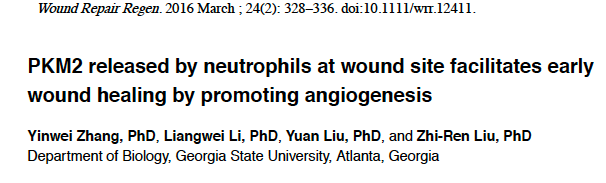 Wound Repair Regen. 2016 March ; 24(2): 328–336. doi:10.1111/wrr.12411.
PKM2 released by neutrophils at wound site facilitates early
wound healing by promoting angiogenesis
Yinwei Zhang, PhD, Liangwei Li, PhD, Yuan Liu, PhD, and Zhi-Ren Liu, PhD
Department of Biology, Georgia State University, Atlanta, Georgia